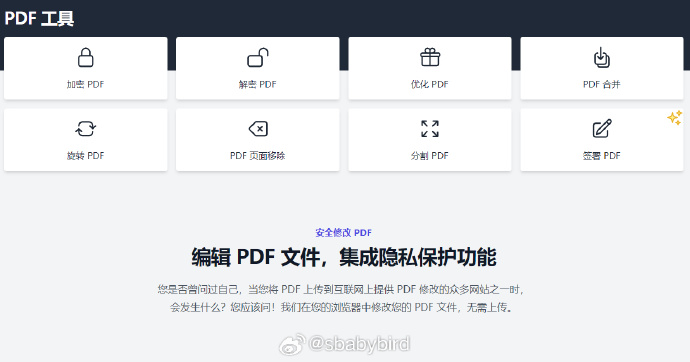 PDF 工具
加密 PDF
解密 PDF
优化 PDF
PDF 合并
旋转 PDF
PDF 页面移除
分割 PDF
签署 PDF
安全修改 PDF
编辑 PDF 文件，集成隐私保护功能
您是否曾问过自己，当您将 PDF 上传到互联网上提供 PDF 修改的众多网站之一时，
会发生什么？您应该问！我们在您的浏览器中修改您的 PDF 文件，无需上传。
@sbabybird